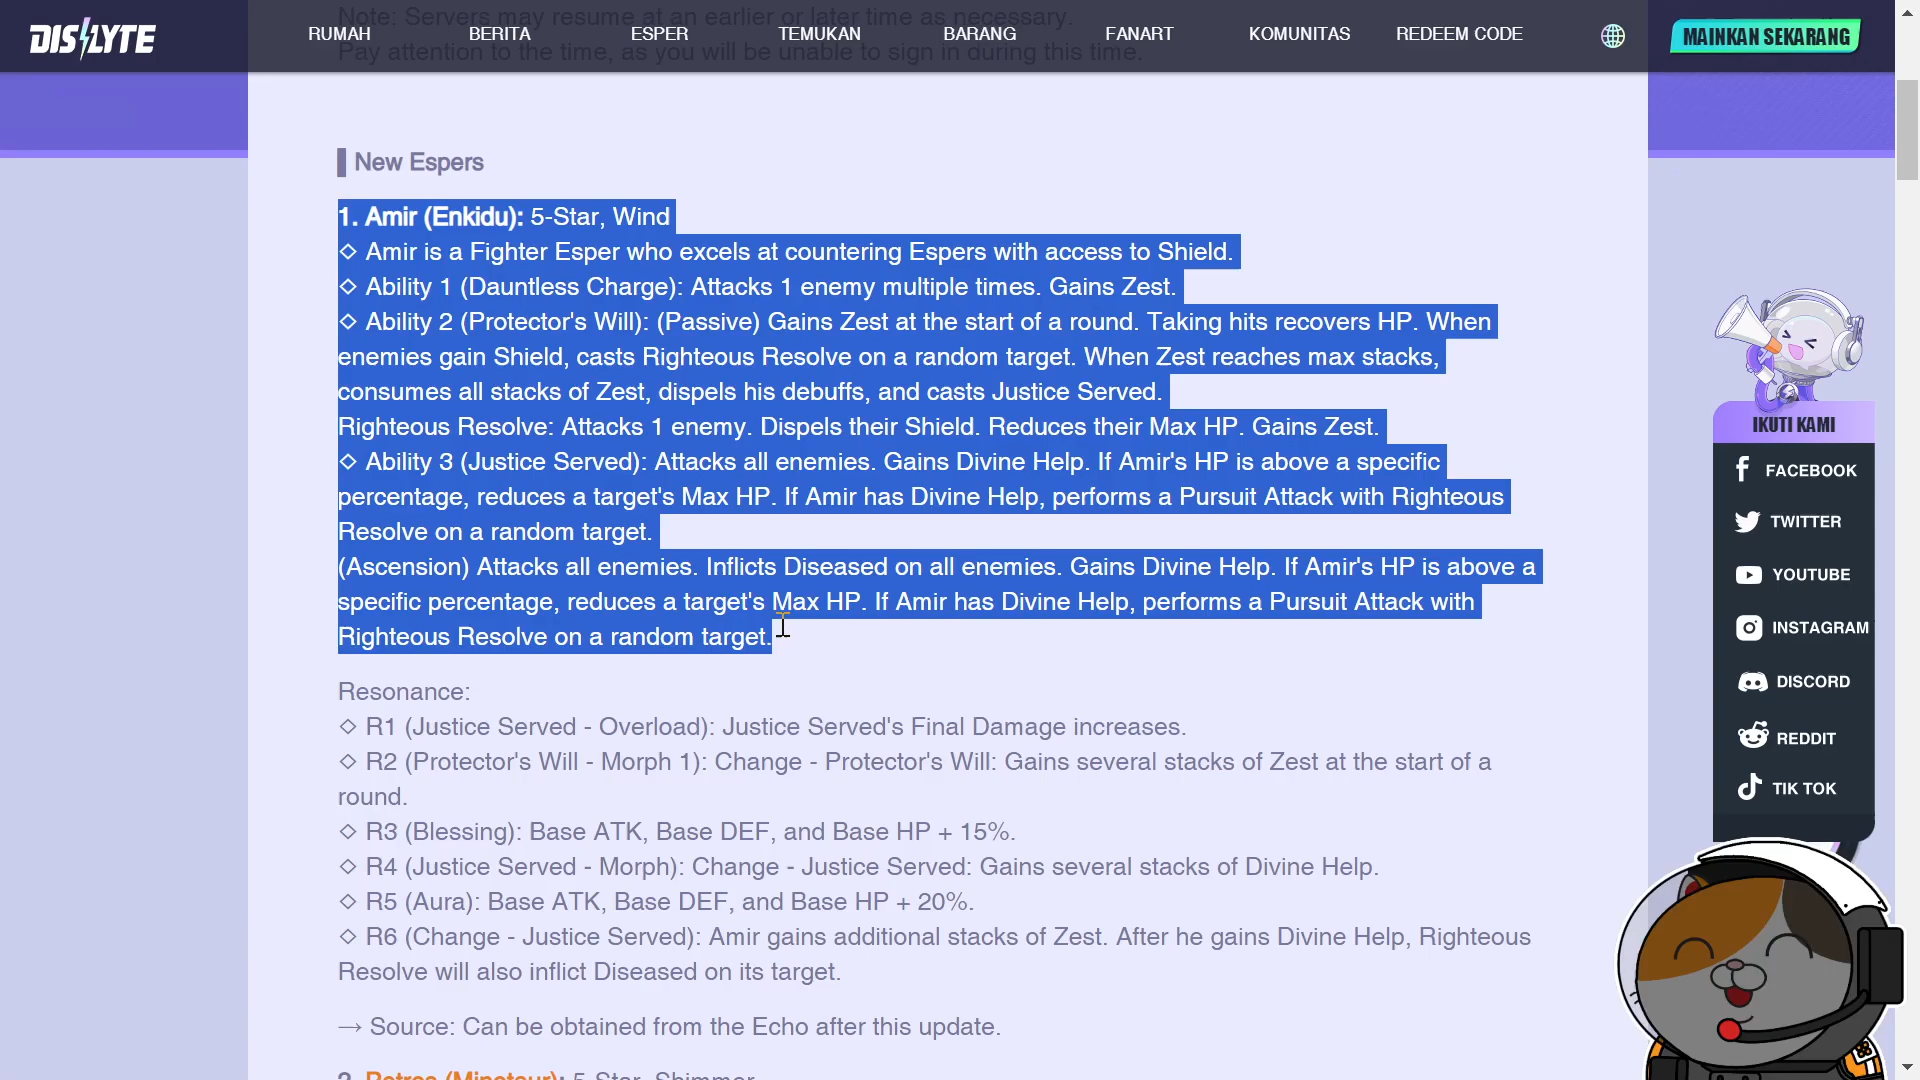 Note: Servers may resume at an earlier or later time as necessary.
DISLYTE
RUMAH
BERITA
ESPER
TEMUKAN
BARANG
FANART
KOMUNITAS
REDEEM CODE
MAINKAN SEKARANG
Pay attention to the time, as you will be unable to sign in during this time.
New Espers
1. Amir (Enkidu): 5-Star, Wind
◇ Amir is a Fighter Esper who excels at countering Espers with access to Shield.
◇ Ability 1 (Dauntless Charge): Attacks 1 enemy multiple times. Gains Zest.
◇ Ability 2 (Protector's Will): (Passive) Gains Zest at the start of a round. Taking hits recovers HP. When
enemies gain Shield, casts Righteous Resolve on a random target. When Zest reaches max stacks,
consumes all stacks of Zest, dispels his debuffs, and casts Justice Served.
Righteous Resolve: Attacks 1 enemy. Dispels their Shield. Reduces their Max HP. Gains Zest.
◇ Ability 3 (Justice Served): Attacks all enemies. Gains Divine Help. If Amir's HP is above a specific
percentage, reduces a target's Max HP. If Amir has Divine Help, performs a Pursuit Attack with Righteous
Resolve on a random target.
(Ascension) Attacks all enemies. Inflicts Diseased on all enemies. Gains Divine Help. If Amir's HP is above a
specific percentage, reduces a target's Max HP. If Amir has Divine Help, performs a Pursuit Attack with
Righteous Resolve on a random target.
Resonance:
◇ R1 (Justice Served - Overload): Justice Served's Final Damage increases.
◇ R2 (Protector's Will - Morph 1): Change - Protector's Will: Gains several stacks of Zest at the start of a
round.
◇ R3 (Blessing): Base ATK, Base DEF, and Base HP + 15%.
◇ R4 (Justice Served - Morph): Change - Justice Served: Gains several stacks of Divine Help.
◇ R5 (Aura): Base ATK, Base DEF, and Base HP + 20%.
◇ R6 (Change - Justice Served): Amir gains additional stacks of Zest. After he gains Divine Help, Righteous
Resolve will also inflict Diseased on its target.
→ Source: Can be obtained from the Echo after this update.
2. Petros (Minotaur): 5-Star, Shimmer
IKUTI KAMI
FACEBOOK
TWITTER
YOUTUBE
INSTAGRAM
DISCORD
REDDIT
TIK TOK